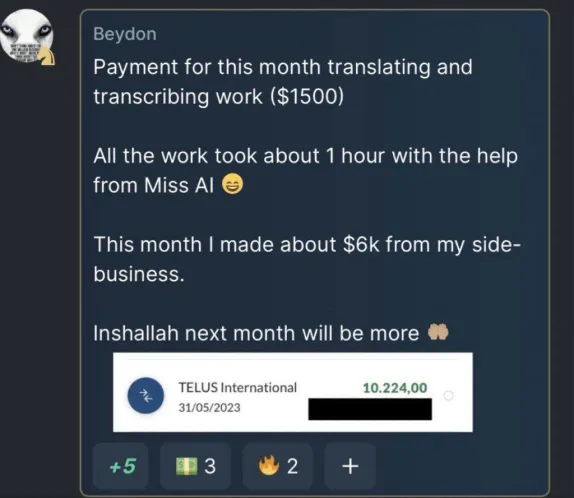 Beydon
Payment for this month translating and
transcribing work ($1500)
All the work took about 1 hour with the help
from Miss AI 😄
This month I made about $6k from my side-
business.
Inshallah next month will be more 🤲🏽
TELUS International
10.224,00
31/05/2023
+5
💵 3
🔥 2
+